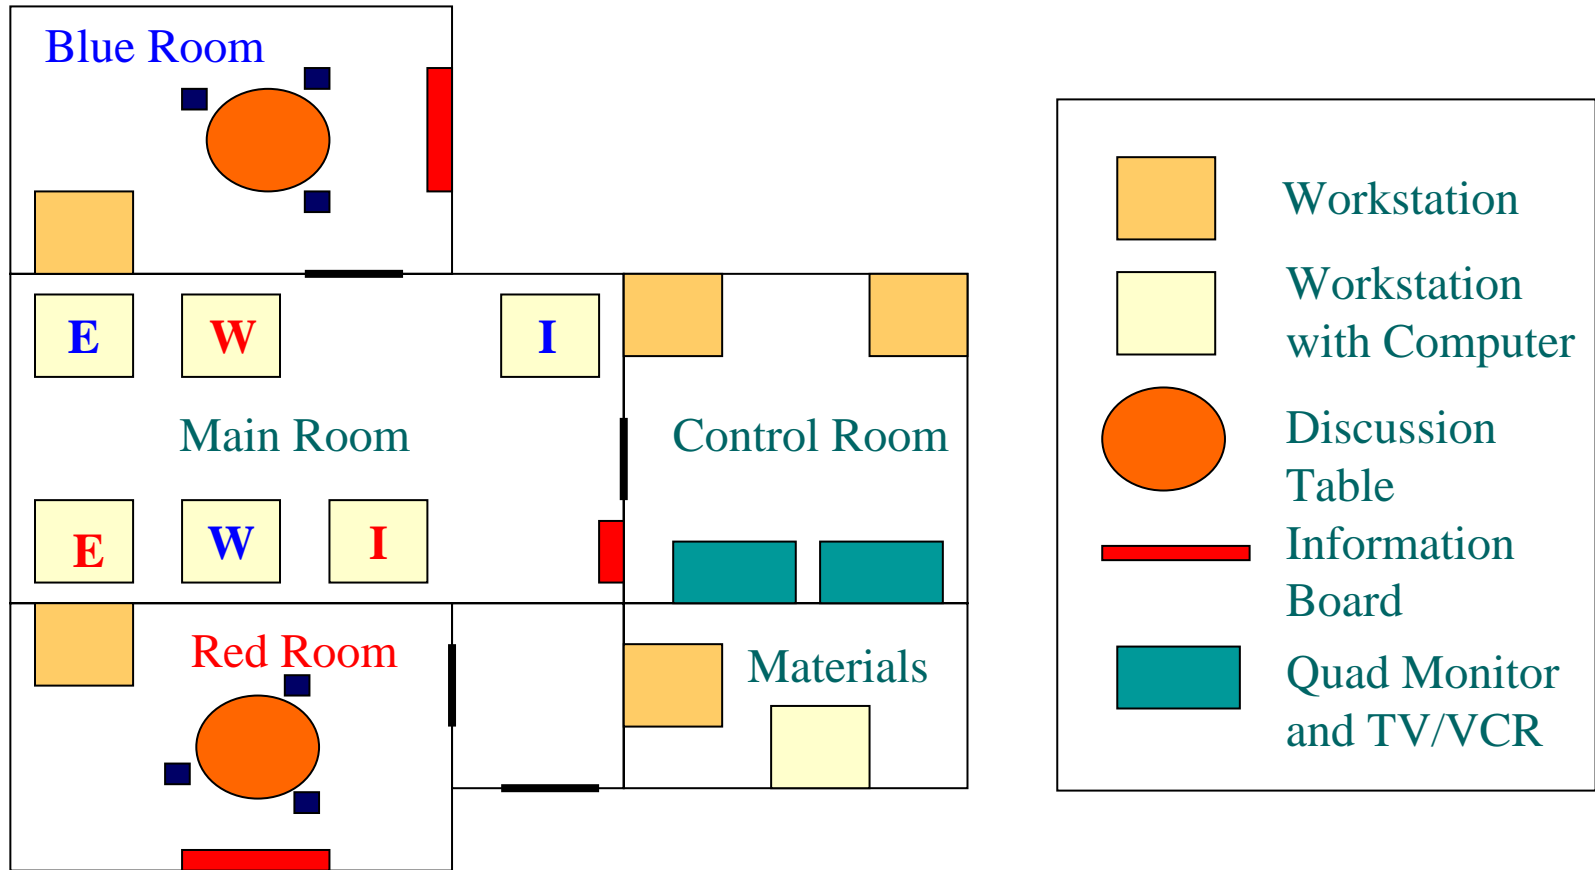 Blue Room
E
W
I
Main Room
Control Room
E
W
I
Red Room
Materials
Workstation
Workstation
with Computer
Discussion
Table
Information
Board
Quad Monitor
and TV/VCR